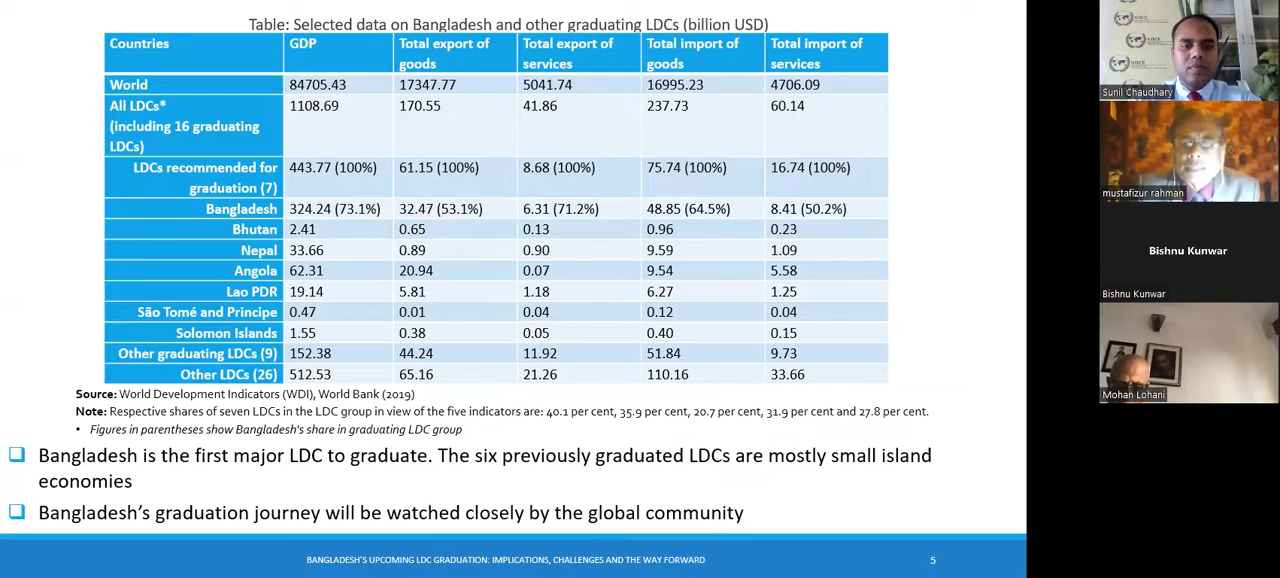 Table: Selected data on Bangladesh and other graduating LDCs (billion USD)
Countries GDP Total export of goods Total export of services Total import of goods Total import of services
World 84705.43 17347.77 5041.74 16995.23 4706.09
All LDCs* (including 16 graduating LDCs) 1108.69 170.55 41.86 237.73 60.14
LDCs recommended for graduation (7) 443.77 (100%) 61.15 (100%) 8.68 (100%) 75.74 (100%) 16.74 (100%)
Bangladesh 324.24 (73.1%) 32.47 (53.1%) 6.31 (71.2%) 48.85 (64.5%) 8.41 (50.2%)
Bhutan 2.41 0.65 0.13 0.96 0.23
Nepal 33.66 0.89 0.90 9.59 1.09
Angola 62.31 20.94 0.07 9.54 5.58
Lao PDR 19.14 5.81 1.18 6.27 1.25
São Tomé and Principe 0.47 0.01 0.04 0.12 0.04
Solomon Islands 1.55 0.38 0.05 0.40 0.15
Other graduating LDCs (9) 152.38 44.24 11.92 51.84 9.73
Other LDCs (26) 512.53 65.16 21.26 110.16 33.66
Source: World Development Indicators (WDI), World Bank (2019)
Note: Respective shares of seven LDCs in the LDC group in view of the five indicators are: 40.1 per cent, 35.9 per cent, 20.7 per cent, 31.9 per cent and 27.8 per cent.
• Figures in parentheses show Bangladesh's share in graduating LDC group
❑ Bangladesh is the first major LDC to graduate. The six previously graduated LDCs are mostly small island
economies
❑ Bangladesh's graduation journey will be watched closely by the global community
BANGLADESH'S UPCOMING LDC GRADUATION: IMPLICATIONS, CHALLENGES AND THE WAY FORWARD
5
Sunil Chaudhary
mustafizur rahman
Bishnu Kunwar
Bishnu Kunwar
Mohan Lohani